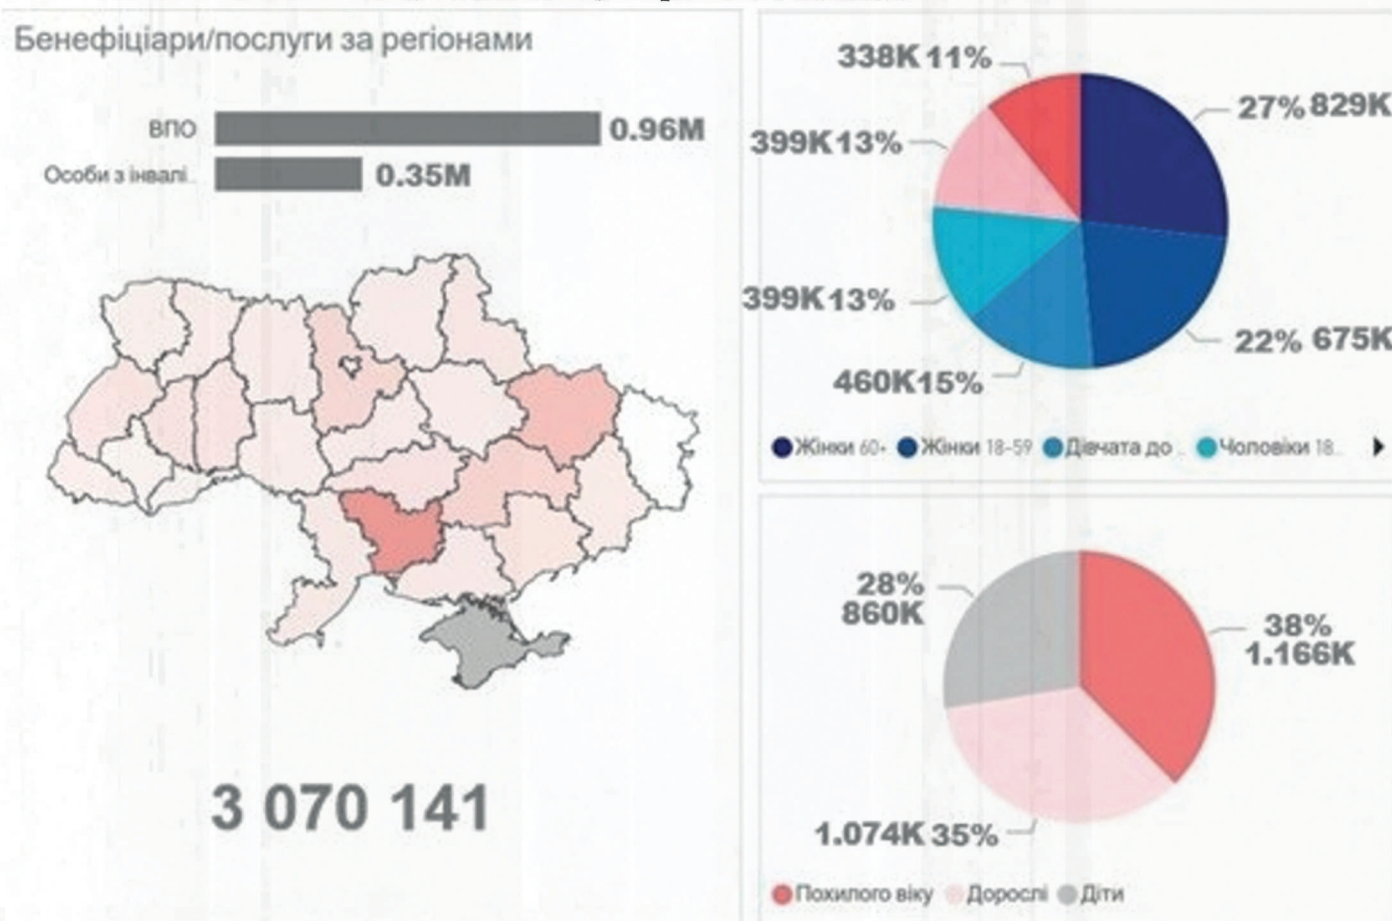 Бенефіціари/послуги за регіонами
ВПО 0.96M
Особи з інвалі.. 0.35M
3 070 141
338K 11%
27% 829K
399K 13%
399K 13%
22% 675K
460K 15%
Жінки 60+ Жінки 18-59 Дівчата до .. Чоловіки 18...
28%
860K
38%
1.166K
1.074K 35%
Похилого віку Дорослі Діти